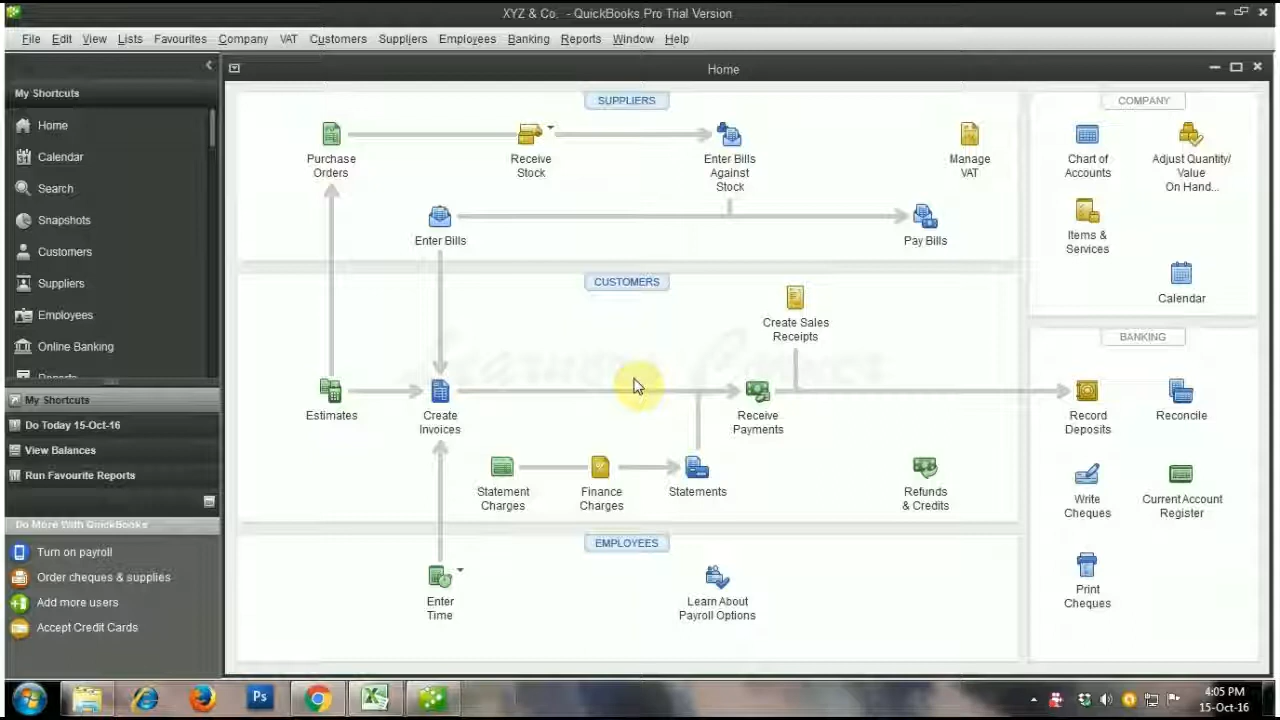 XYZ & Co. - QuickBooks Pro Trial Version
File Edit View Lists Favourites Company VAT Customers Suppliers Employees Banking Reports Window Help
Home
My Shortcuts
Home
Calendar
Search
Snapshots
Customers
Suppliers
Employees
Online Banking
Reports
My Shortcuts
Do Today 15-Oct-16
View Balances
Run Favourite Reports
Do More With QuickBooks
Turn on payroll
Order cheques & supplies
Add more users
Accept Credit Cards
SUPPLIERS
Purchase
Orders
Receive
Stock
Enter Bills
Against
Stock
Manage
VAT
Enter Bills
Pay Bills
CUSTOMERS
Create Sales
Receipts
Estimates
Create
Invoices
Receive
Payments
Statement
Charges
Finance
Charges
Statements
Refunds
& Credits
EMPLOYEES
Enter
Time
Learn About
Payroll Options
COMPANY
Chart of
Accounts
Adjust Quantity/
Value
On Hand...
Items &
Services
Calendar
BANKING
Record
Deposits
Reconcile
Write
Cheques
Current Account
Register
Print
Cheques
Ps
4:05 PM
15-Oct-16